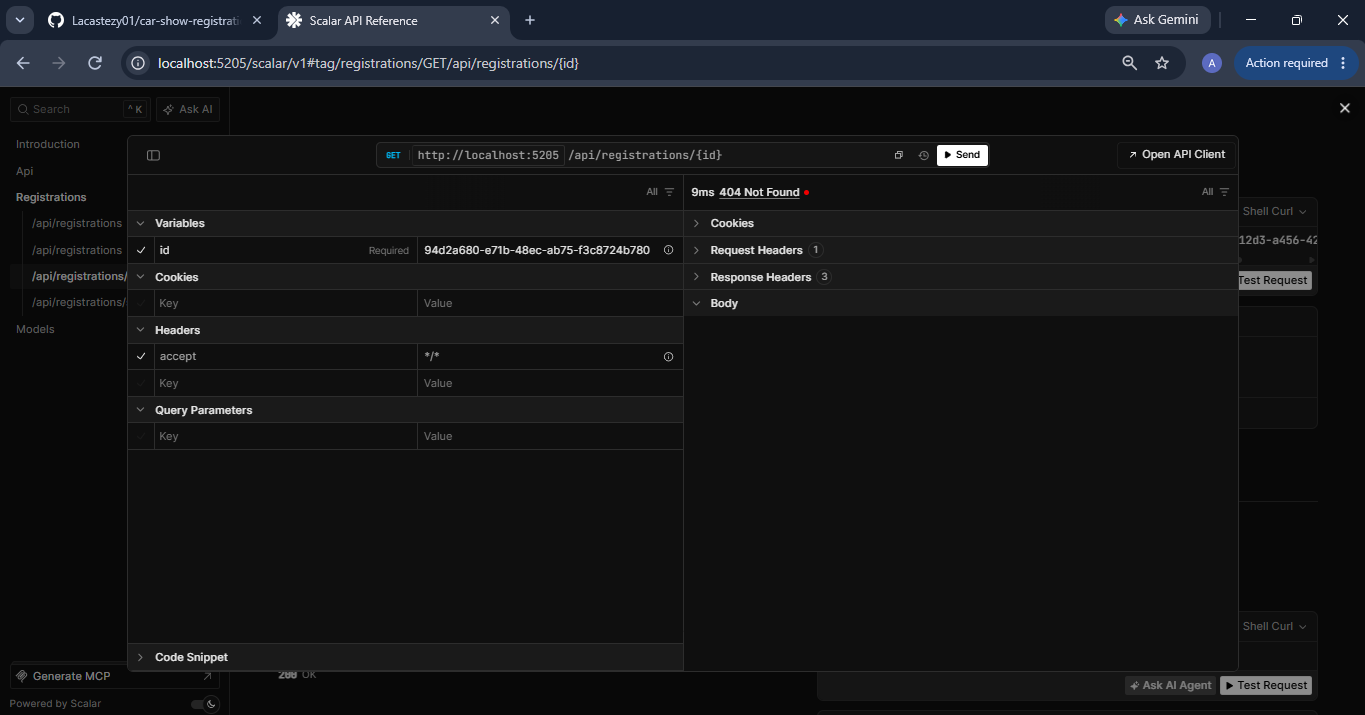 Lacastezy01/car-show-registrati
Scalar API Reference
Ask Gemini
localhost:5205/scalar/v1#tag/registrations/GET/api/registrations/{id}
A
Action required
Search
^ K
Ask AI
Introduction
Api
Registrations
/api/registrations
/api/registrations
/api/registrations/
/api/registrations/
Models
GET
http://localhost:5205 /api/registrations/{id}
Send
Open API Client
All
9ms 404 Not Found
All
Variables
id Required 94d2a680-e71b-48ec-ab75-f3c8724b780
Cookies
Key Value
Headers
accept */*
Key Value
Query Parameters
Key Value
Code Snippet
Cookies
Request Headers 1
Response Headers 3
Body
Shell Curl
12d3-a456-42
Test Request
Shell Curl
Ask AI Agent
Test Request
200 OK
Generate MCP
Powered by Scalar